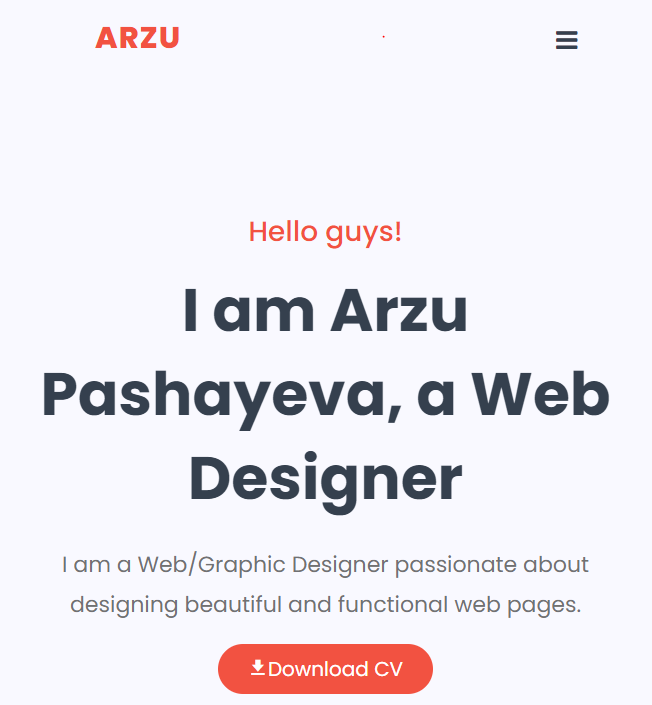 ARZU
Hello guys!
I am Arzu
Pashayeva, a Web
Designer
I am a Web/Graphic Designer passionate about
designing beautiful and functional web pages.
Download CV